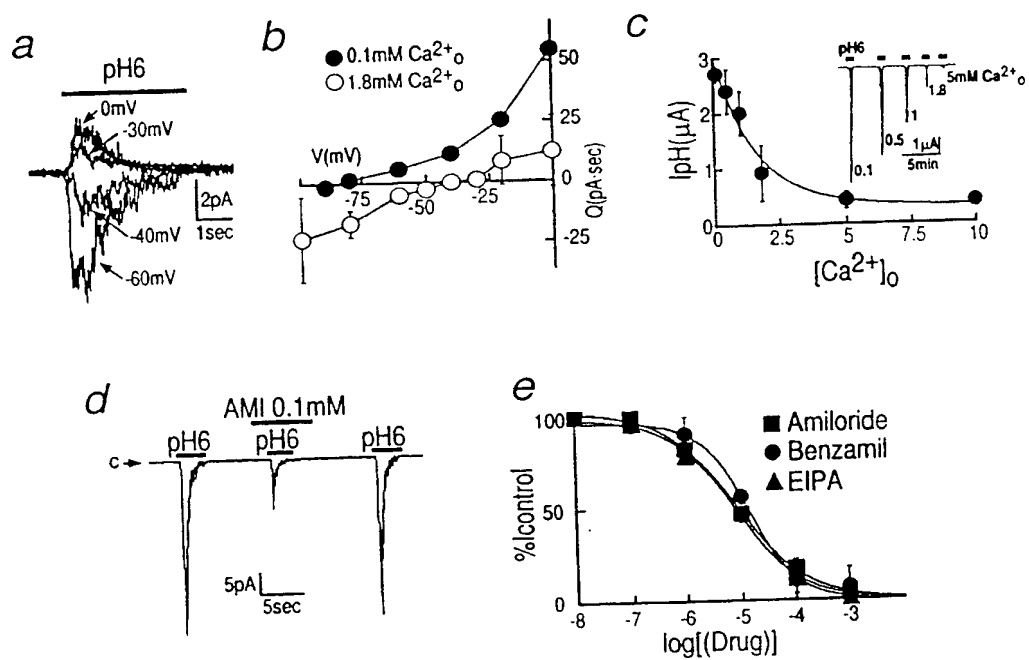 a
pH6
0mV
-30mV
-40mV
-60mV
2pA
1sec
b
0.1mM Ca2+o
1.8mM Ca2+o
V(mV)
-75
-50
-25
50
25
0
-25
Q(pA·sec)
c
pH6
5mM Ca2+o
1.8
1
0.5
0.1
1μA
5min
IpH(μA)
3
2
1
0
0
2.5
5
7.5
10
[Ca2+]o
d
AMI 0.1mM
pH6
pH6
pH6
C
5pA
5sec
e
Amiloride
Benzamil
EIPA
%Icontrol
100
50
0
-8
-7
-6
-5
-4
-3
log[(Drug)]